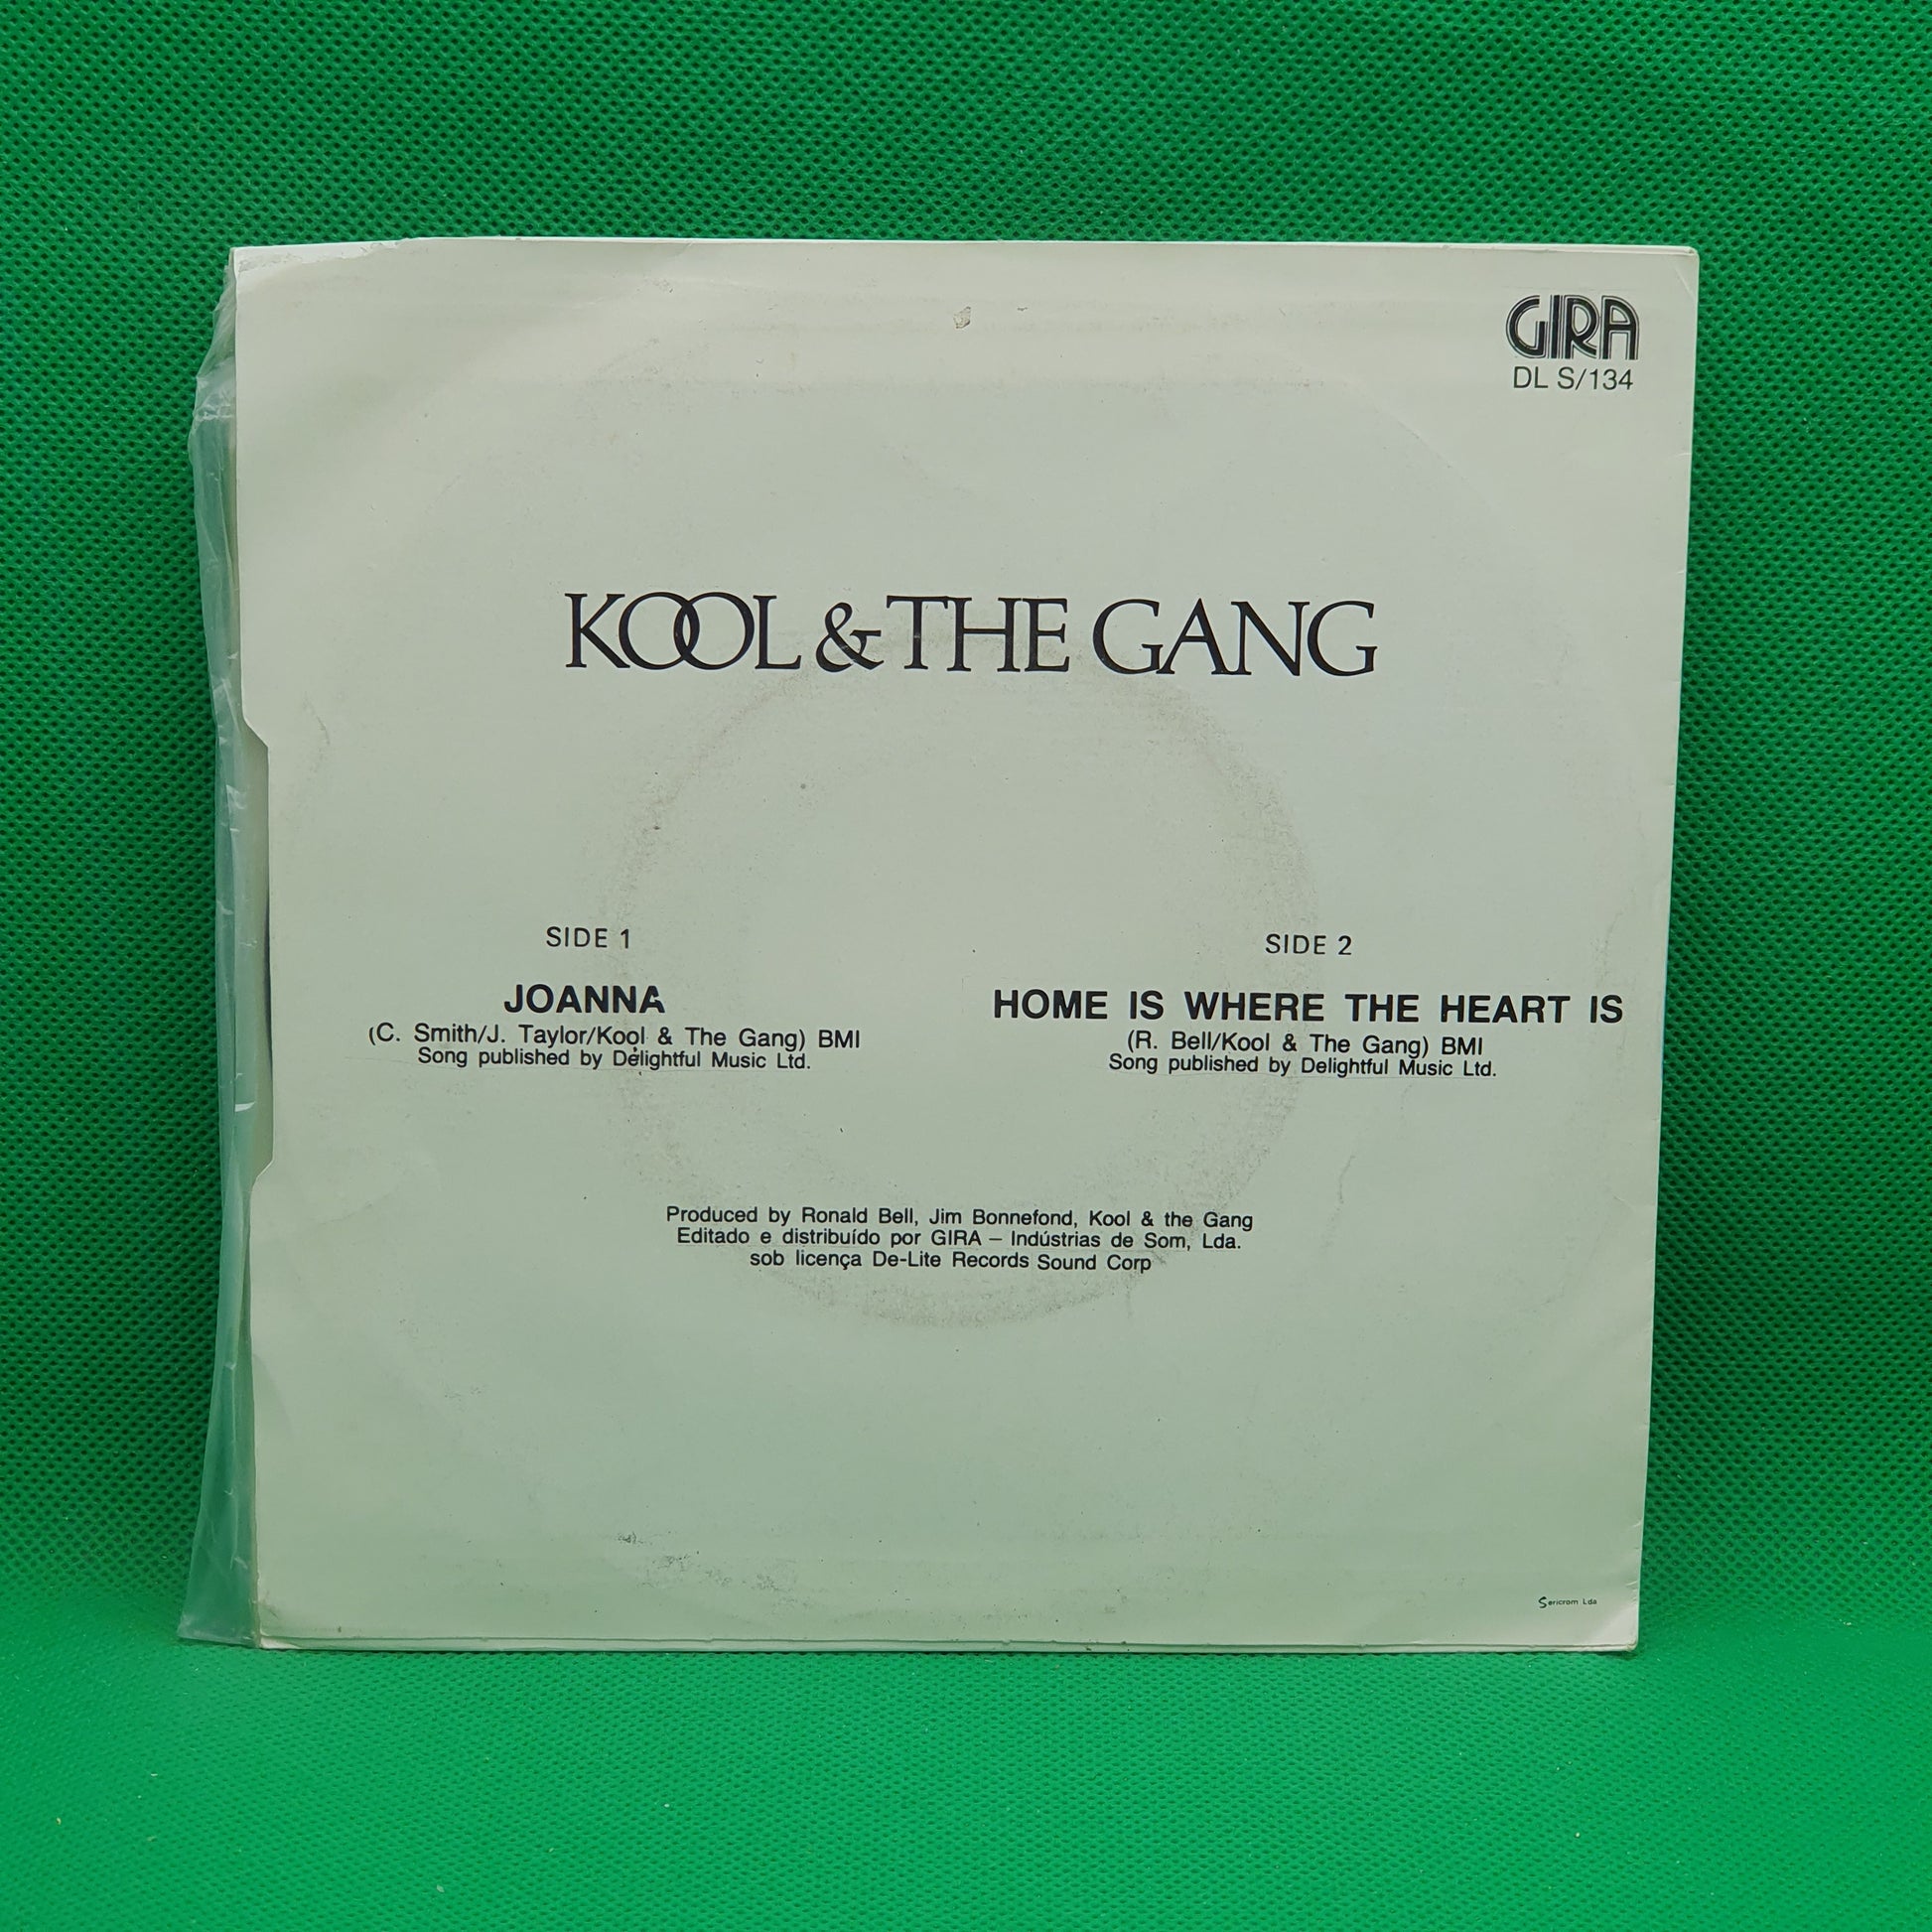 GIRA
DL S/134
KOOL & THE GANG
SIDE 1
JOANNA
(C. Smith/J. Taylor/Kool & The Gang) BMI
Song published by Delightful Music Ltd.
SIDE 2
HOME IS WHERE THE HEART IS
(R. Bell/Kool & The Gang) BMI
Song published by Delightful Music Ltd.
Produced by Ronald Bell, Jim Bonnefond, Kool & the Gang
Editado e distribuído por GIRA – Indústrias de Som, Lda.
sob licença De-Lite Records Sound Corp
Sericrom Lda